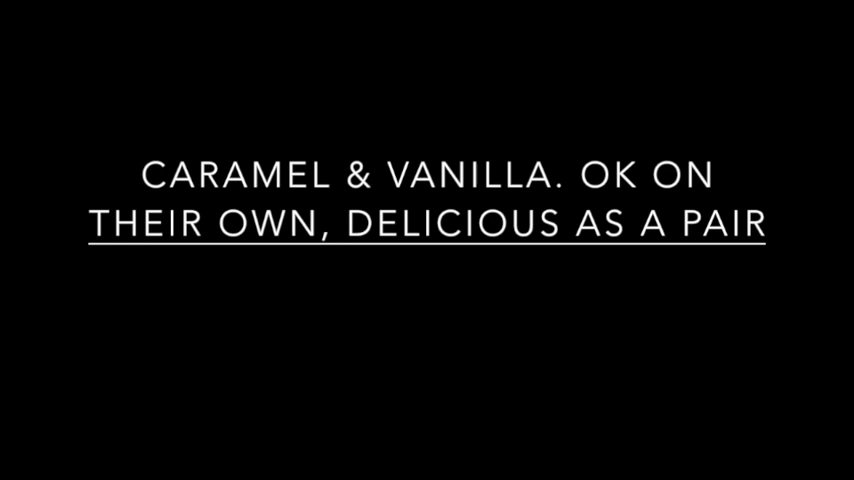 CARAMEL & VANILLA. OK ON
THEIR OWN, DELICIOUS AS A PAIR